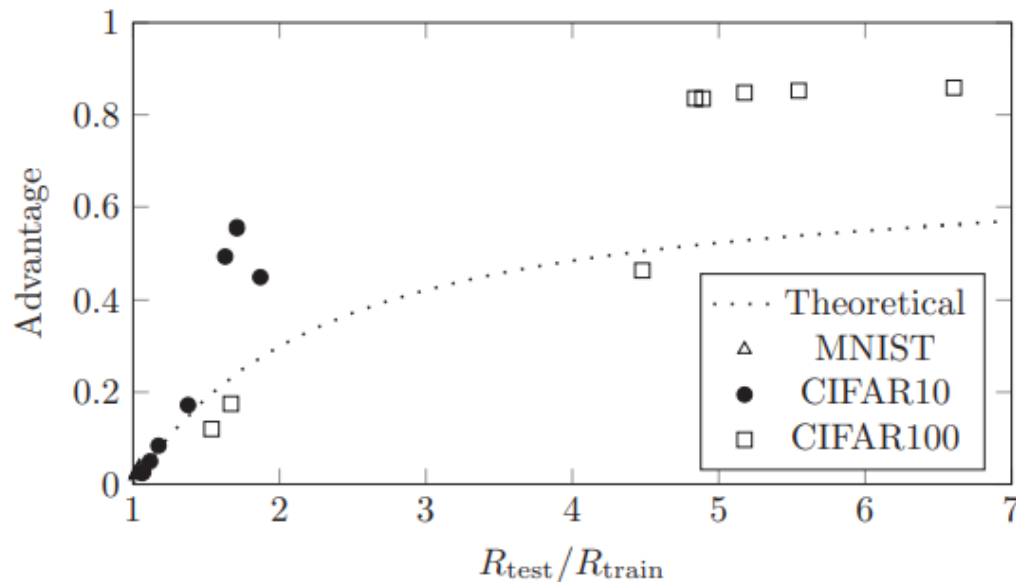 1
0.8
0.6
0.4
0.2
0
Advantage
1 2 3 4 5 6 7
R_test/R_train
Theoretical
MNIST
CIFAR10
CIFAR100